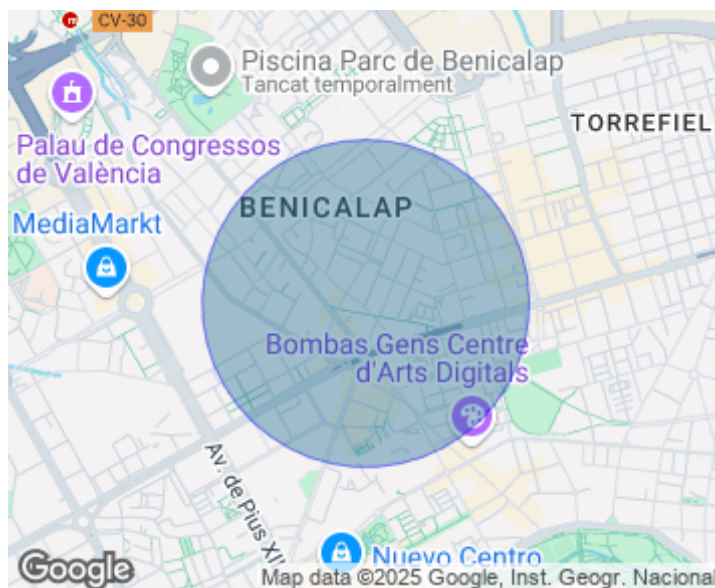 CV-30
Piscina Parc de Benicalap
Tancat temporalment
TORREFIEL
Palau de Congressos
de València
BENICALAP
MediaMarkt
Bombas Gens Centre
d'Arts Digitals
Av. de Pius XII
Nuevo Centro
Google
Map data ©2025 Google, Inst. Geogr. Nacional